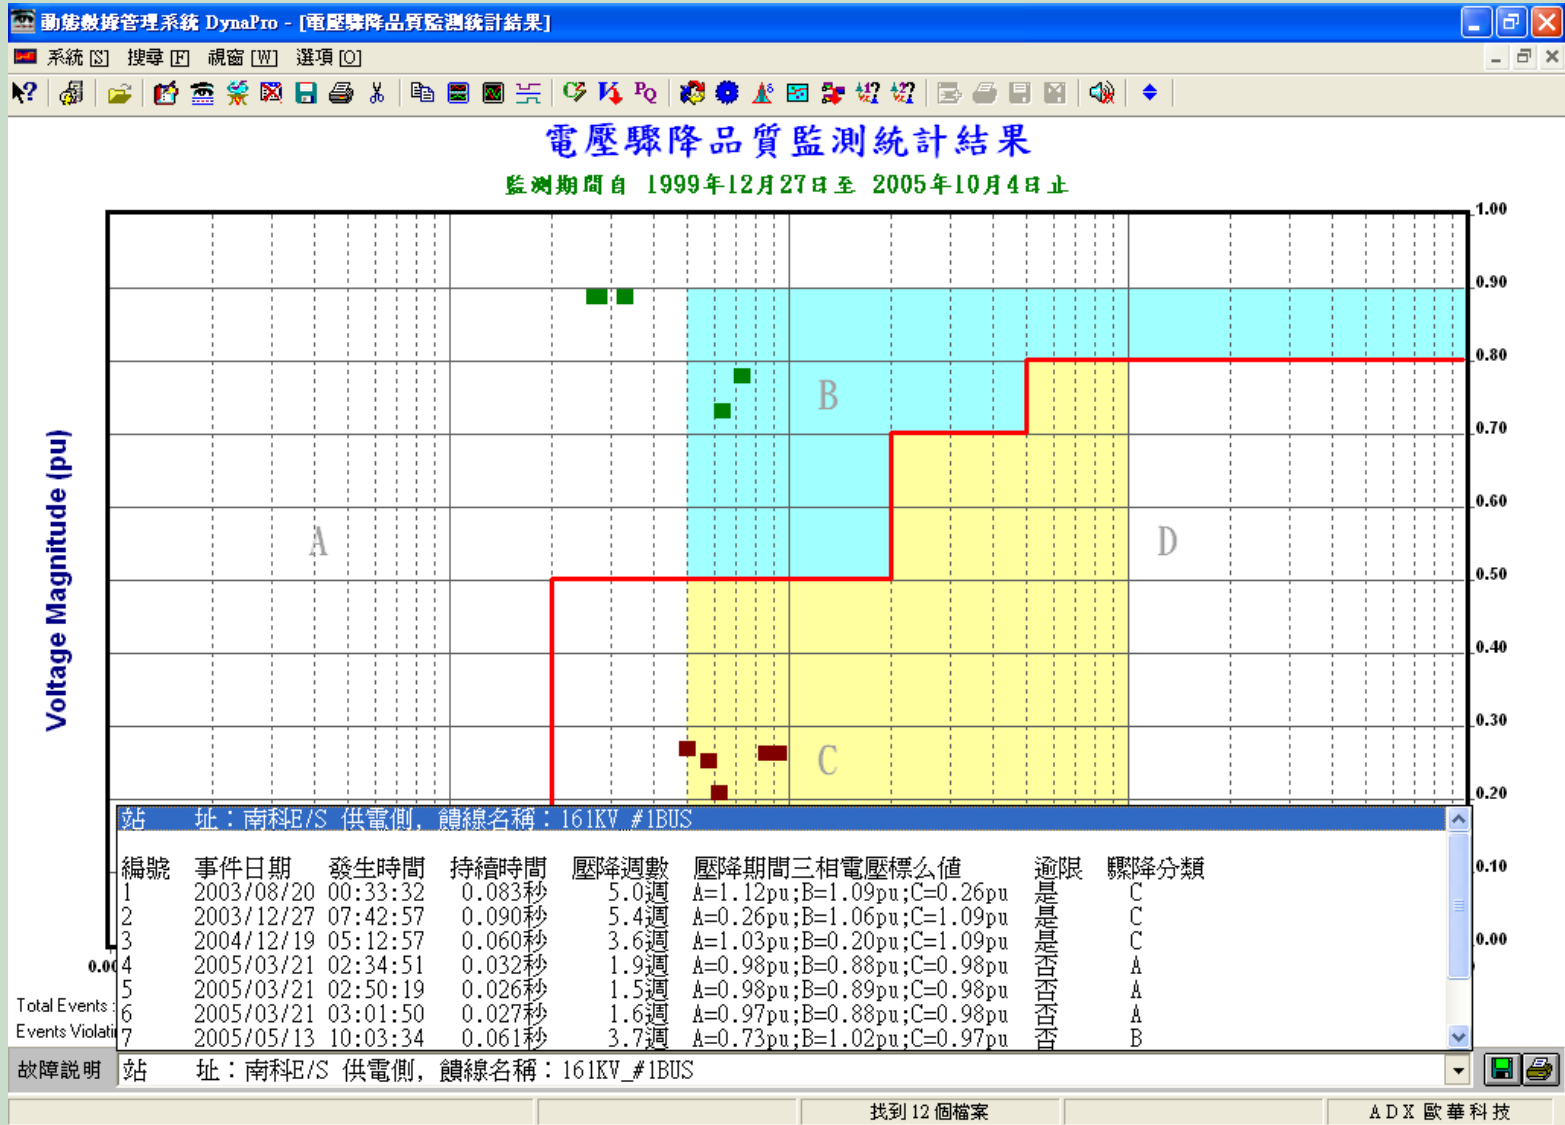 動態數據管理系統 DynaPro - [電壓驟降品質監測統計結果]
系統[S] 搜尋[F] 視窗[W] 選項[O]
電壓驟降品質監測統計結果
監測期間自 1999年12月27日至 2005年10月4日止
1.00
0.90
0.80
B
0.70
0.60
Voltage Magnitude (pu)
A
D
0.50
0.40
0.30
C
0.20
站 址：南科E/S 供電側, 饋線名稱：161KV_#1BUS
編號 事件日期 發生時間 持續時間 壓降週數 壓降期間三相電壓標么值 逾限 驟降分類
0.10
1 2003/08/20 00:33:32 0.083秒 5.0週 A=1.12pu;B=1.09pu;C=0.26pu 是 C
2 2003/12/27 07:42:57 0.090秒 5.4週 A=0.26pu;B=1.06pu;C=1.09pu 是 C
3 2004/12/19 05:12:57 0.060秒 3.6週 A=1.03pu;B=0.20pu;C=1.09pu 是 C
0.00
4 2005/03/21 02:34:51 0.032秒 1.9週 A=0.98pu;B=0.88pu;C=0.98pu 否 A
5 2005/03/21 02:50:19 0.026秒 1.5週 A=0.98pu;B=0.89pu;C=0.98pu 否 A
Total Events :
6 2005/03/21 03:01:50 0.027秒 1.6週 A=0.97pu;B=0.88pu;C=0.98pu 否 A
Events
7 2005/05/13 10:03:34 0.061秒 3.7週 A=0.73pu;B=1.02pu;C=0.97pu 否 B
故障說明 站 址：南科E/S 供電側, 饋線名稱：161KV_#1BUS
找到12個檔案
ADX 歐華科技